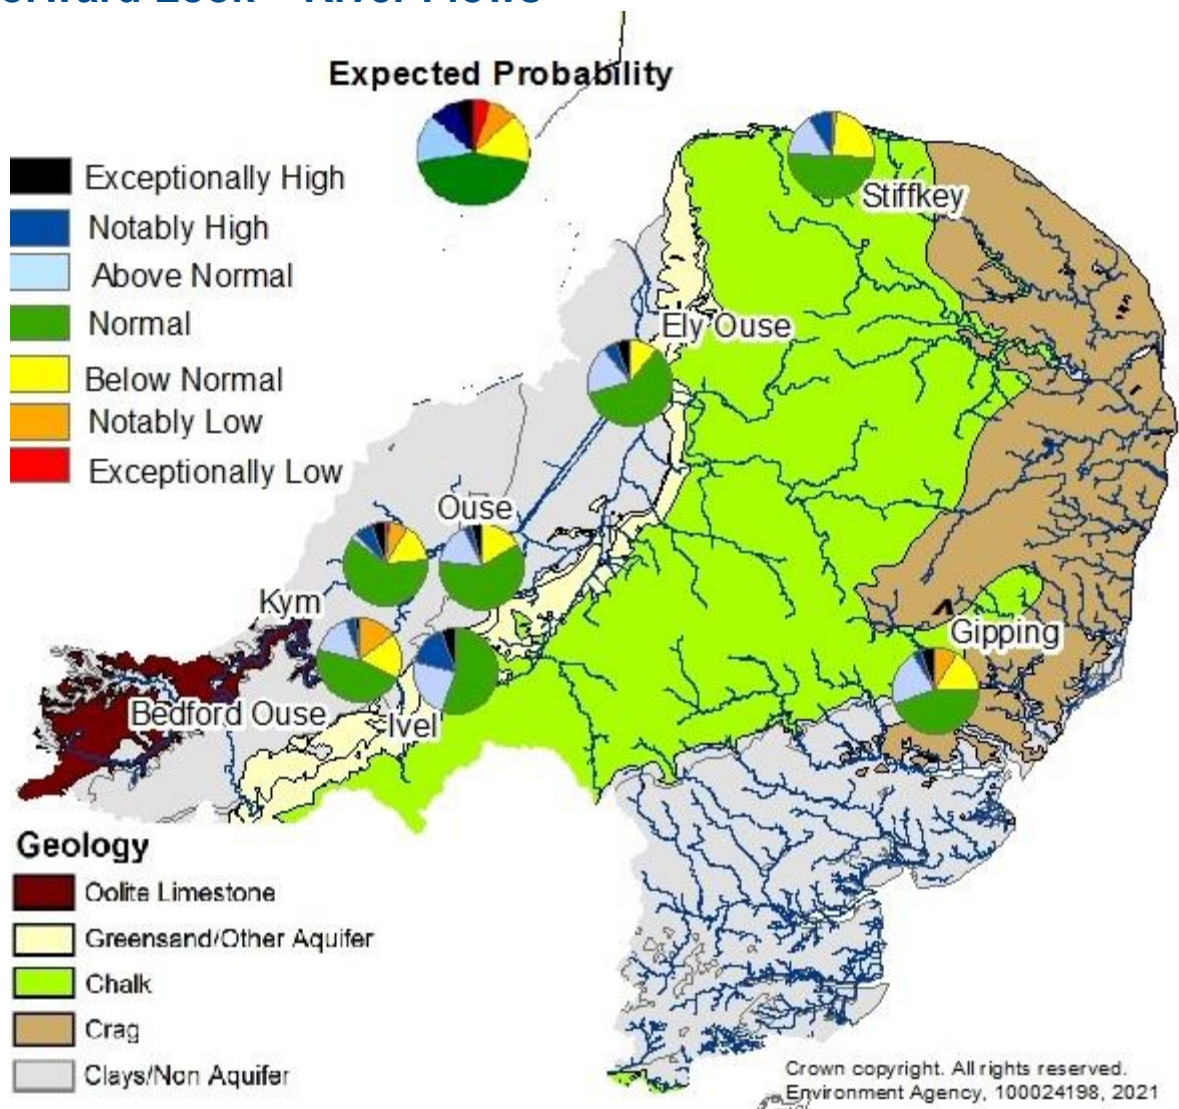 Expected Probability
Exceptionally High
Notably High
Above Normal
Normal
Below Normal
Notably Low
Exceptionally Low
Stiffkey
Ely Ouse
Ouse
Kym
Gipping
Bedford Ouse
Ivel
Geology
Oolite Limestone
Greensand/Other Aquifer
Chalk
Crag
Clays/Non Aquifer
Crown copyright. All rights reserved.
Environment Agency, 100024198, 2021